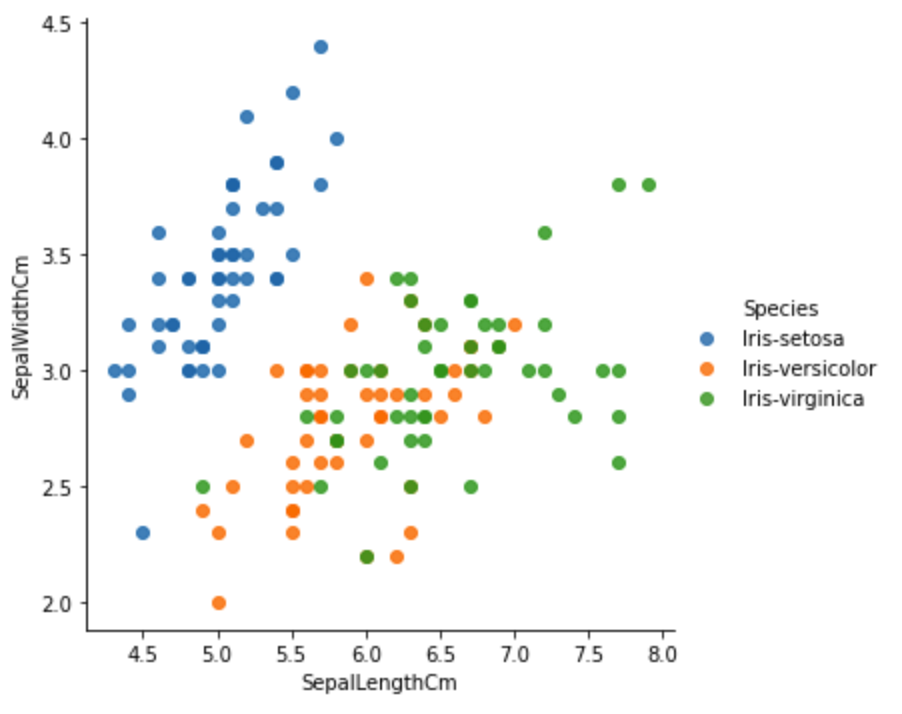 4.5
4.0
3.5
3.0
2.5
2.0
SepalWidthCm
4.5 5.0 5.5 6.0 6.5 7.0 7.5 8.0
SepalLengthCm
Species
Iris-setosa
Iris-versicolor
Iris-virginica